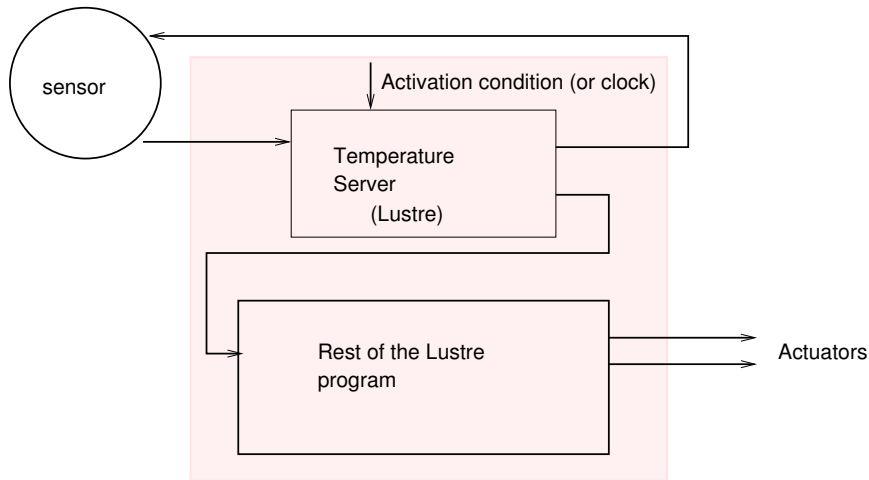 sensor
Activation condition (or clock)
Temperature
Server
(Lustre)
Rest of the Lustre
program
Actuators